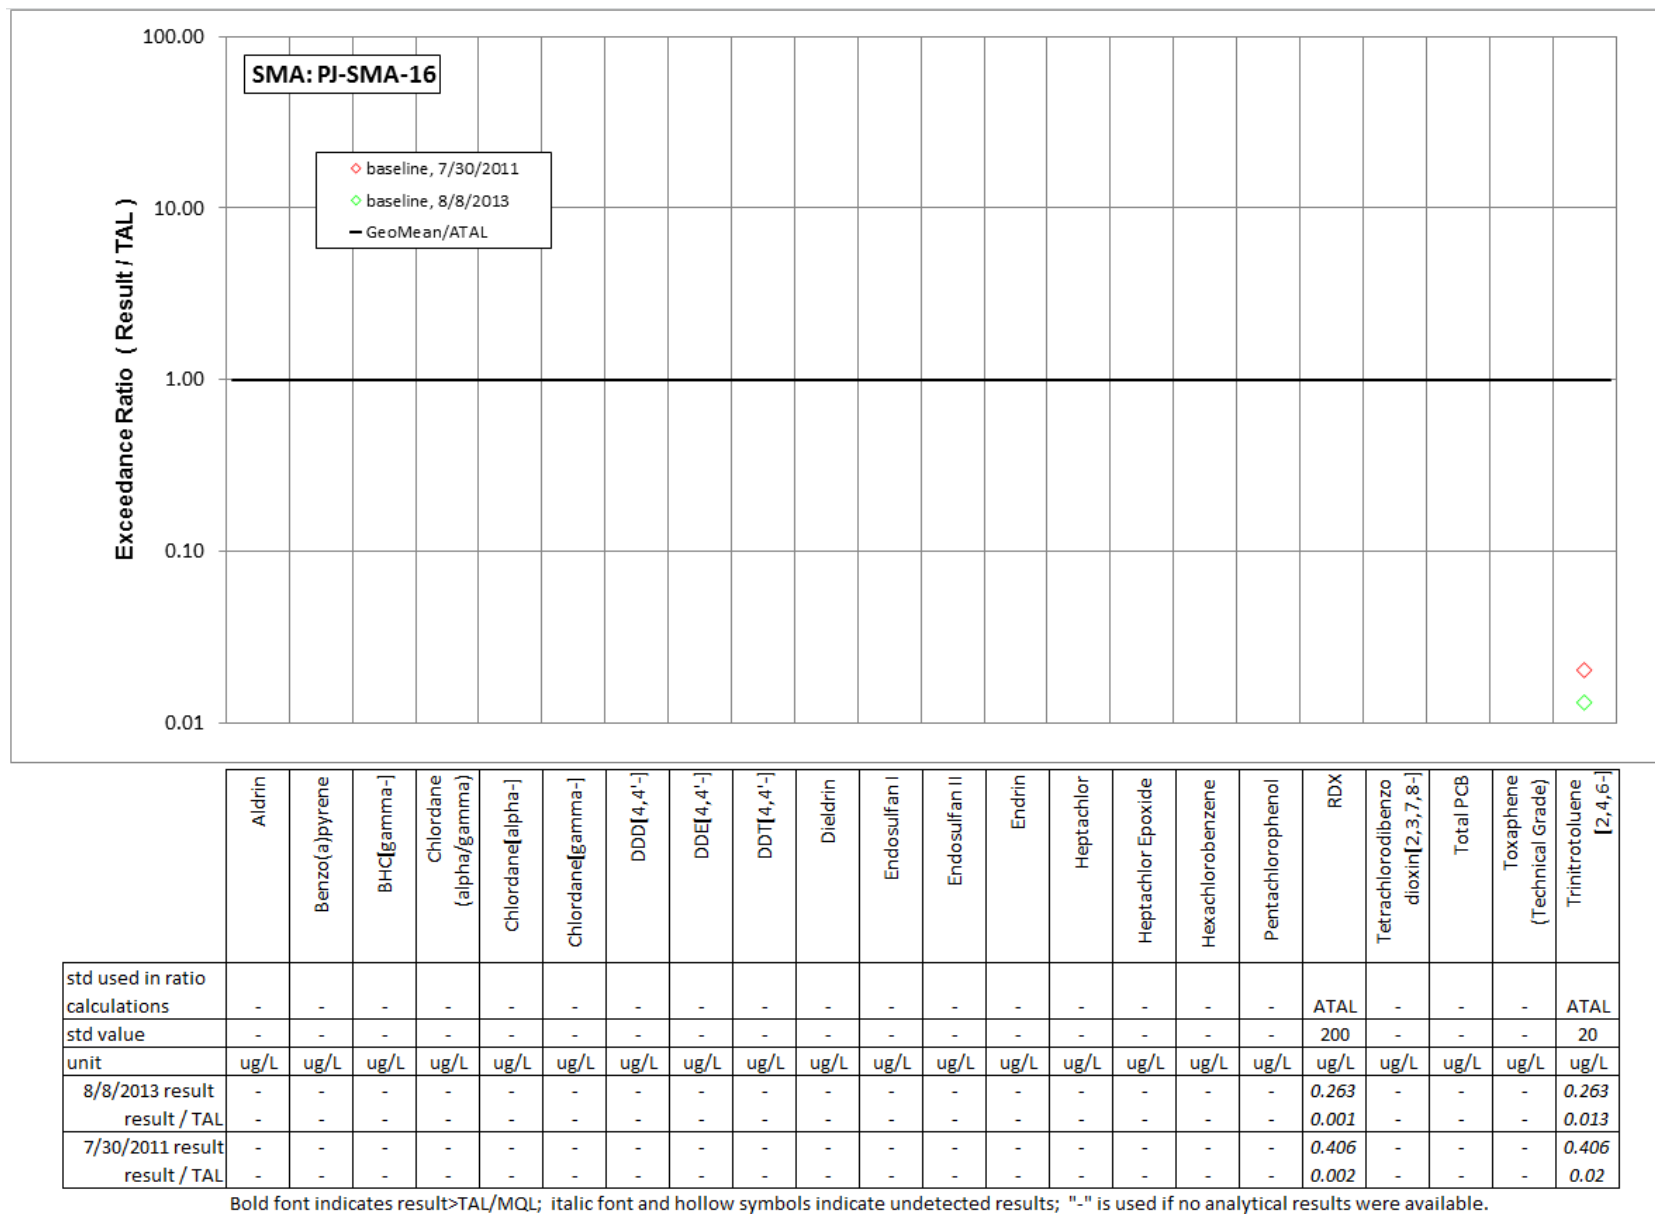 100.00
SMA: PJ-SMA-16
baseline, 7/30/2011
baseline, 8/8/2013
GeoMean/ATAL
10.00
1.00
0.10
0.01
Exceedance Ratio ( Result / TAL )
Aldrin
Benzo(a)pyrene
BHC[gamma-]
Chlordane
(alpha/gamma)
Chlordane[alpha-]
Chlordane[gamma-]
DDD[4,4'-]
DDE[4,4'-]
DDT[4,4'-]
Dieldrin
Endosulfan I
Endosulfan II
Endrin
Heptachlor
Heptachlor Epoxide
Hexachlorobenzene
Pentachlorophenol
RDX
Tetrachlorodibenzo
dioxin[2,3,7,8-]
Total PCB
Toxaphene
(Technical Grade)
Trinitrotoluene
[2,4,6-]
std used in ratio
calculations - - - - - - - - - - - - - - - - - ATAL - - - ATAL
std value - - - - - - - - - - - - - - - - - 200 - - - 20
unit ug/L ug/L ug/L ug/L ug/L ug/L ug/L ug/L ug/L ug/L ug/L ug/L ug/L ug/L ug/L ug/L ug/L ug/L ug/L ug/L ug/L ug/L
8/8/2013 result - - - - - - - - - - - - - - - - - 0.263 - - - 0.263
result / TAL - - - - - - - - - - - - - - - - - 0.001 - - - 0.013
7/30/2011 result - - - - - - - - - - - - - - - - - 0.406 - - - 0.406
result / TAL - - - - - - - - - - - - - - - - - 0.002 - - - 0.02
Bold font indicates result>TAL/MQL; italic font and hollow symbols indicate undetected results; "-" is used if no analytical results were available.